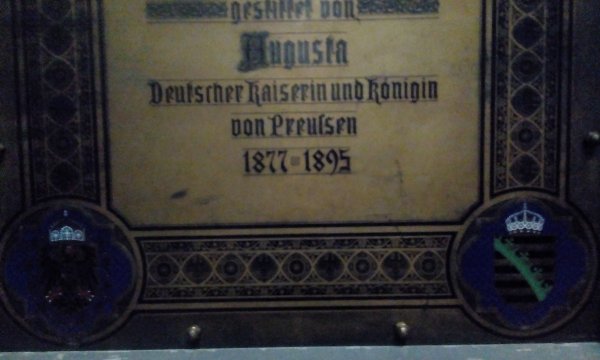 gestiftet von
Augusta
Deutscher Kaiserin und Königin
von Preussen
1877-1895